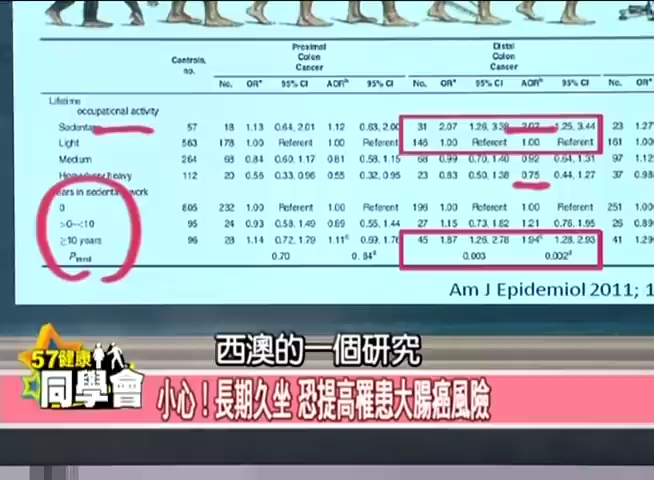 Proximal Distal
Colon Colon
Cancer Cancer
Controls, no. No. OR* 95% CI AOR 95% CI No. OR* 95% CI AOR 95% CI No. OR*
Lifetime
occupational activity
57 18 1.13 0.64, 2.01 1.12 31 2.07 1.25, 3.44 23
Light 563 178 1.00 Referent 1.00 Referent 146 1.00 Referent 1.00 Referent 161 1.00
Medium 264 68 0.84 0.60, 1.17 0.81 0.58, 1.15 68 0.99 0.70, 1.40 0.92 0.64, 1.31 97
112 20 0.56 0.33, 0.96 0.55 0.32, 0.95 23 0.83 0.50, 1.38 0.75 0.44, 1.27 37
work
0 805 232 1.00 Referent 1.00 Referent 196 1.00 Referent 1.00 Referent 251 1.00
>0–<10 95 24 0.93 0.58, 1.49 0.89 0.55, 1.44 27 1.15 1.21 0.76, 1.95 26
≥10 years 96 28 1.14 0.72, 1.79 45 1.87 1.26, 2.78 1.94 1.28, 2.93 41
0.70 0.003 0.002
Am J Epidemiol 2011; 1
西澳的一個研究
57健康
同學會
小心！長期久坐 恐提高罹患大腸癌風險